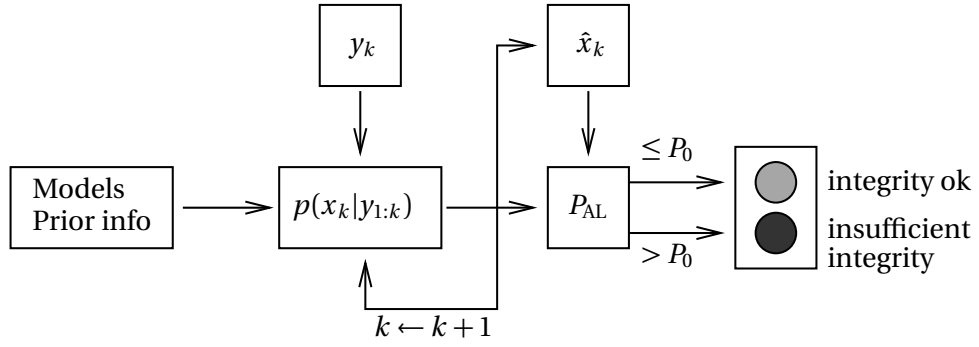 y_k
x̂_k
≤ P_0
Models
Prior info
p(x_k|y_{1:k})
P_AL
integrity ok
> P_0
insufficient
integrity
k ← k + 1